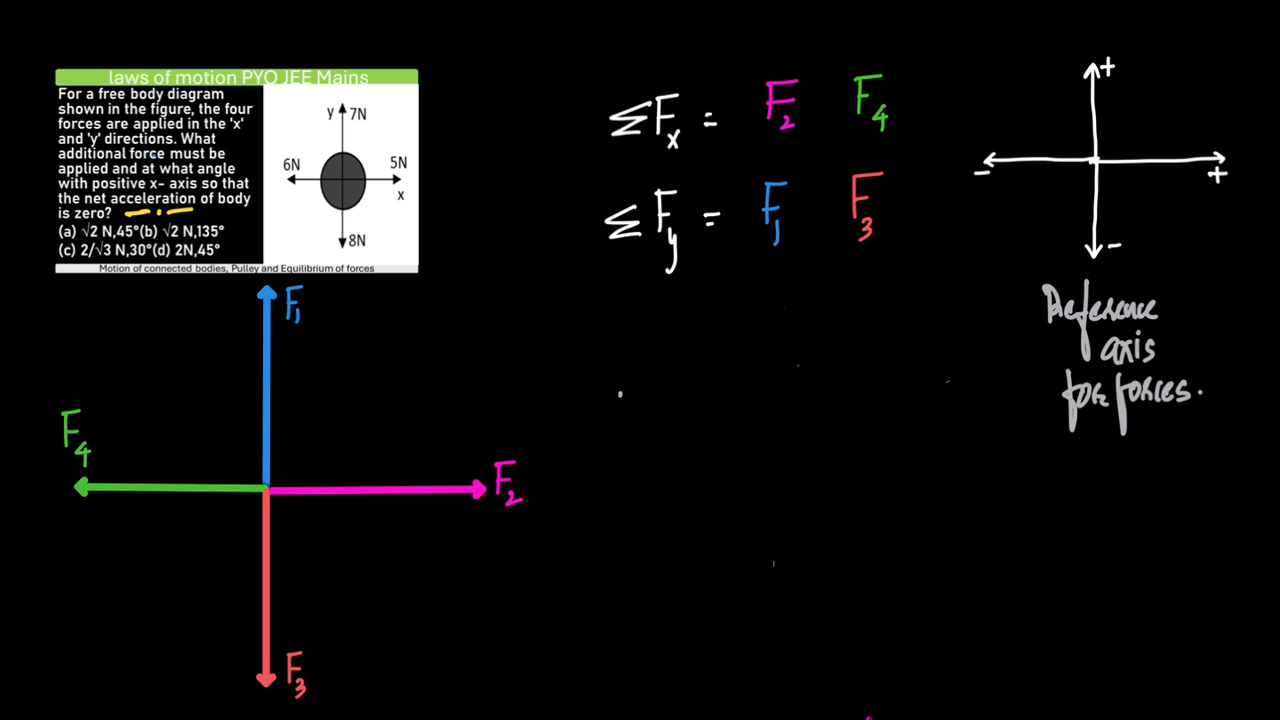 laws of motion PYQ JEE Mains
For a free body diagram
shown in the figure, the four
forces are applied in the 'x'
and 'y' directions. What
additional force must be
applied and at what angle
with positive x- axis so that
the net acceleration of body
is zero?
(a) √2 N,45°(b) √2 N,135°
(c) 2/√3 N,30°(d) 2N,45°
y 7N
6N 5N
x
8N
Motion of connected bodies, Pulley and Equilibrium of forces
ΣFx = F2 F4
ΣFy = F1 F3
+
- +
-
Reference
axis
for forces.
F1
F4
F2
F3